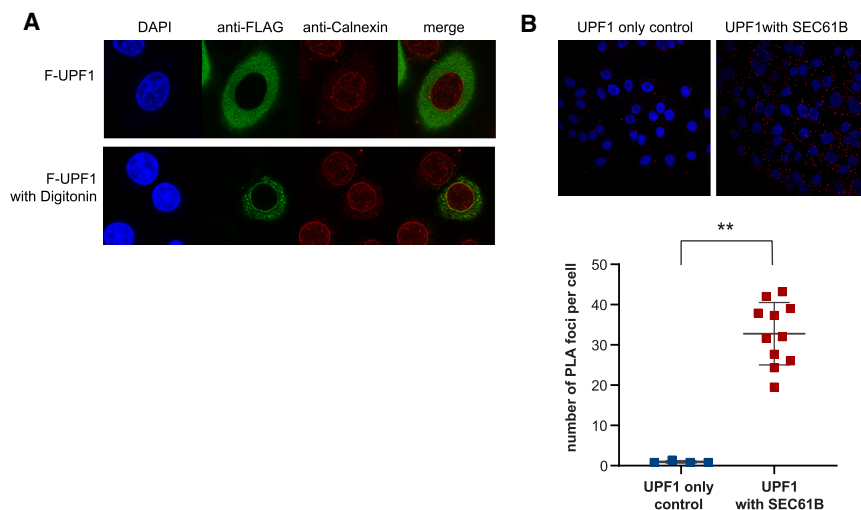 A
DAPI anti-FLAG anti-Calnexin merge
F-UPF1
F-UPF1
with Digitonin
B
UPF1 only control UPF1with SEC61B
**
number of PLA foci per cell
50
40
30
20
10
0
UPF1 only
control
UPF1
with SEC61B